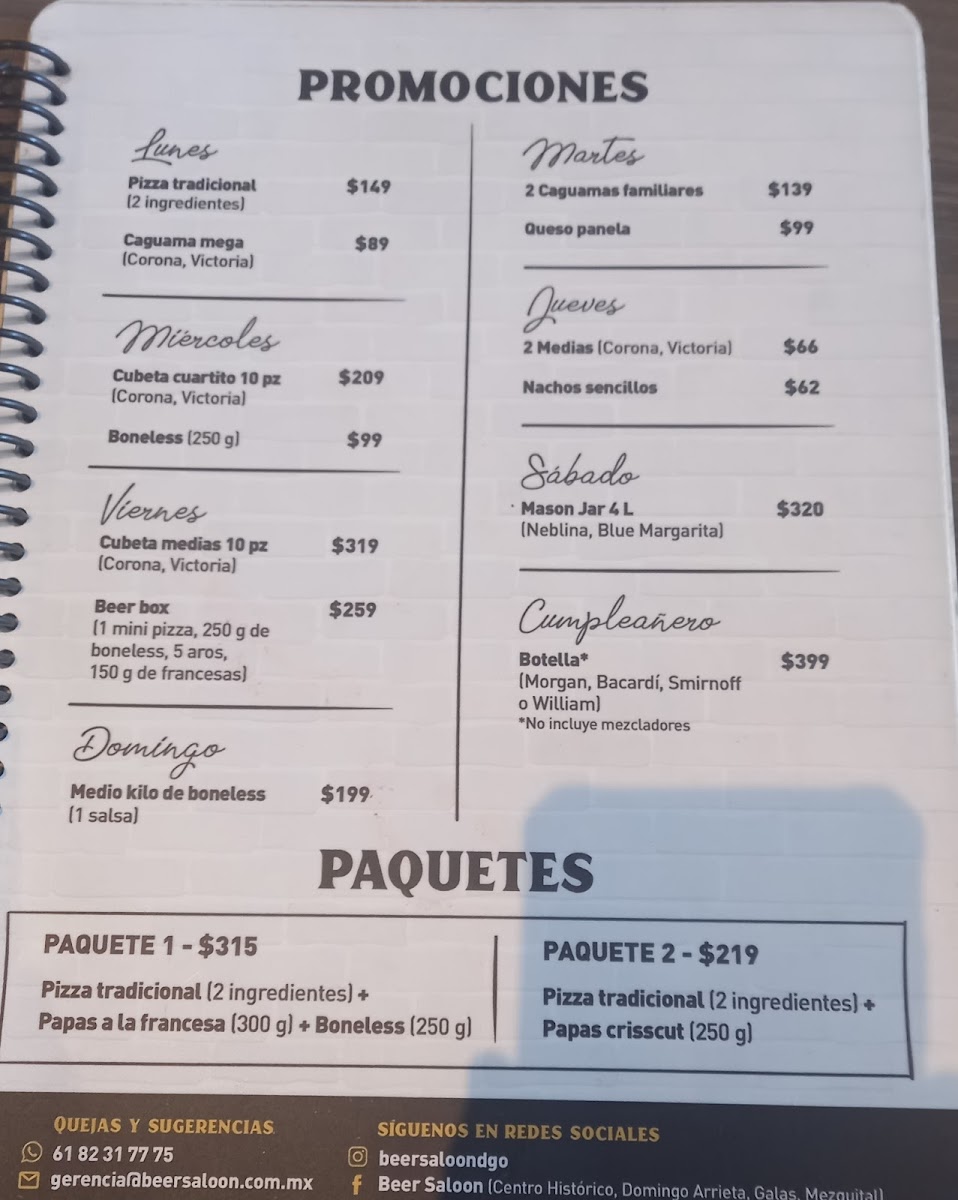 PROMOCIONES
Lunes
Pizza tradicional $149
(2 ingredientes)
Caguama mega $89
(Corona, Victoria)
Miércoles
Cubeta cuartito 10 pz $209
(Corona, Victoria)
Boneless (250 g) $99
Viernes
Cubeta medias 10 pz $319
(Corona, Victoria)
Beer box $259
(1 mini pizza, 250 g de
boneless, 5 aros,
150 g de francesas)
Domingo
Medio kilo de boneless $199
(1 salsa)
Martes
2 Caguamas familiares $139
Queso panela $99
Jueves
2 Medias (Corona, Victoria) $66
Nachos sencillos $62
Sábado
Mason Jar 4 L $320
(Neblina, Blue Margarita)
Cumpleañero
Botella* $399
(Morgan, Bacardí, Smirnoff
o William)
*No incluye mezcladores
PAQUETES
PAQUETE 1 - $315
Pizza tradicional (2 ingredientes) +
Papas a la francesa (300 g) + Boneless (250 g)
PAQUETE 2 - $219
Pizza tradicional (2 ingredientes) +
Papas crisscut (250 g)
QUEJAS Y SUGERENCIAS
61 82 31 77 75
gerencia@beersaloon.com.mx
SÍGUENOS EN REDES SOCIALES
beersaloondgo
Beer Saloon (Centro Histórico, Domingo Arrieta, Galas, Mezquital)